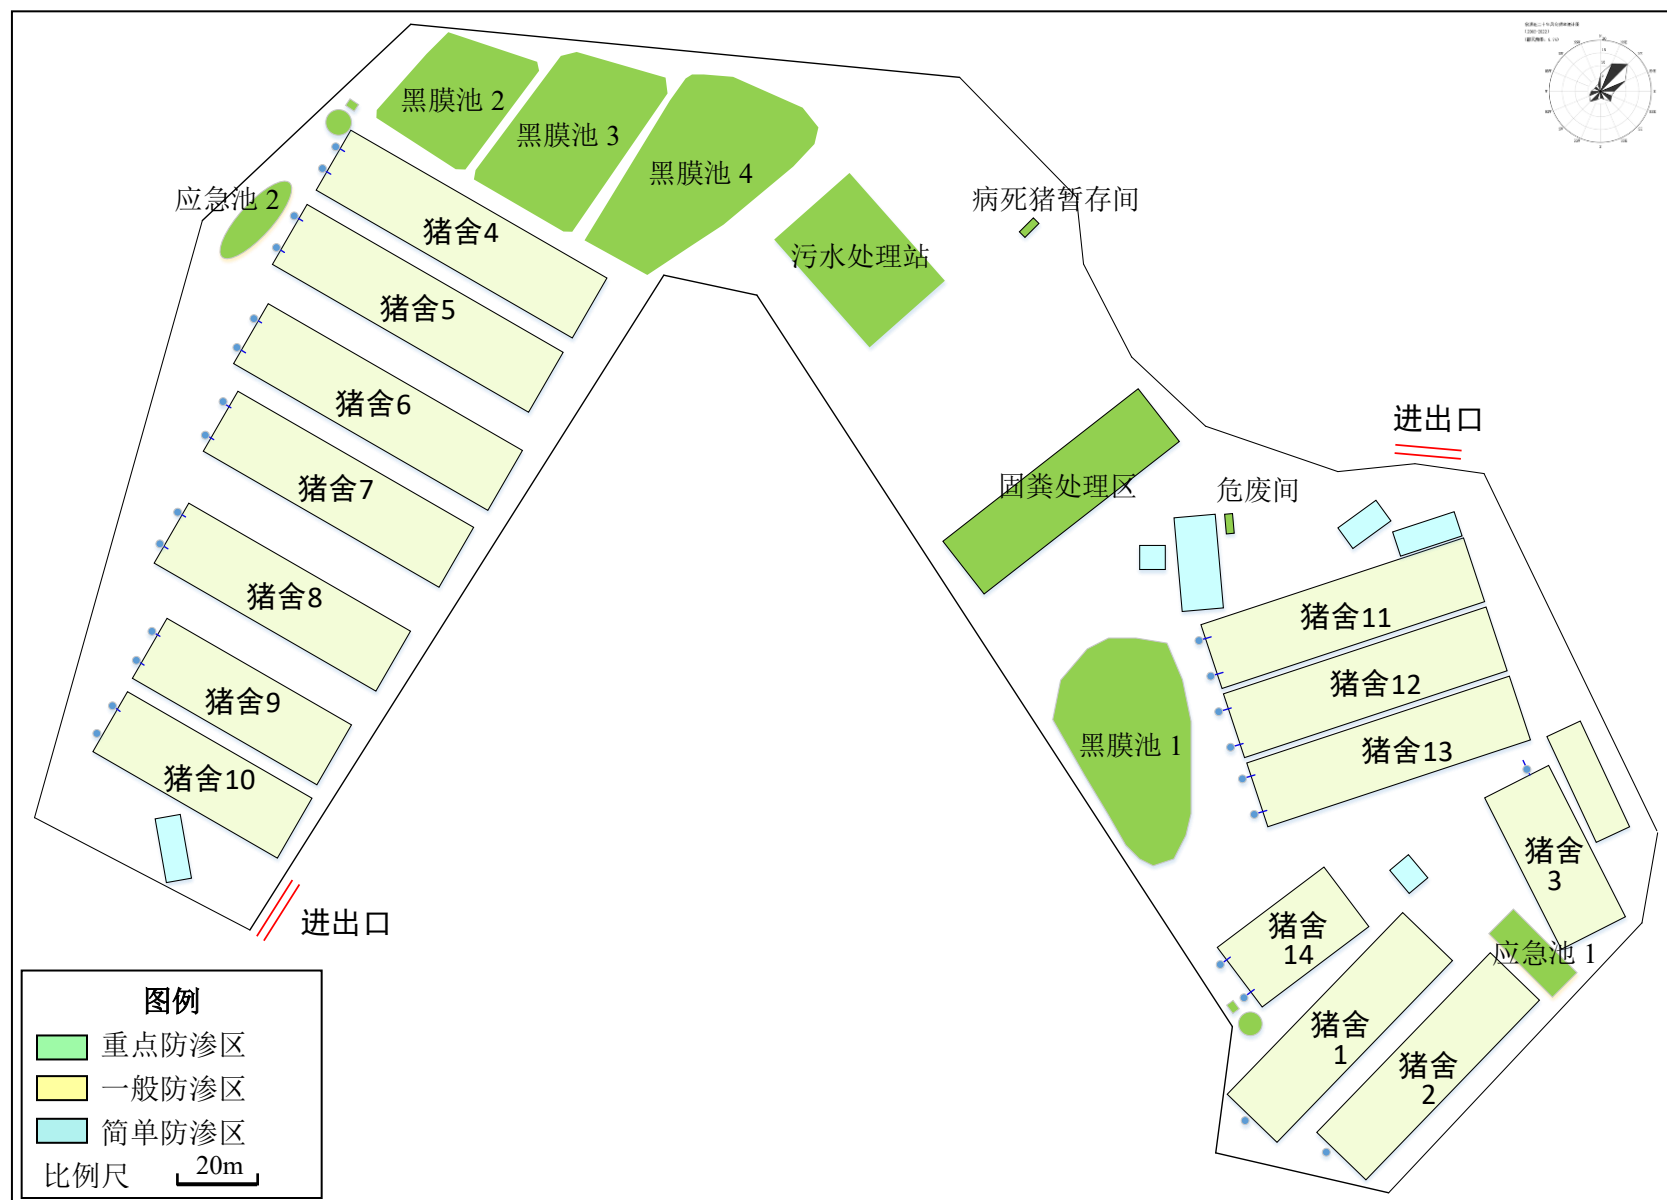 黑膜池 2
黑膜池 3
黑膜池 4
应急池 2
病死猪暂存间
污水处理站
猪舍4
猪舍5
猪舍6
猪舍7
猪舍8
猪舍9
猪舍10
进出口
进出口
固粪处理区
危废间
猪舍11
猪舍12
猪舍13
黑膜池 1
猪舍
3
猪舍
14
应急池 1
猪舍
1
猪舍
2
图例
重点防渗区
一般防渗区
简单防渗区
比例尺
20m